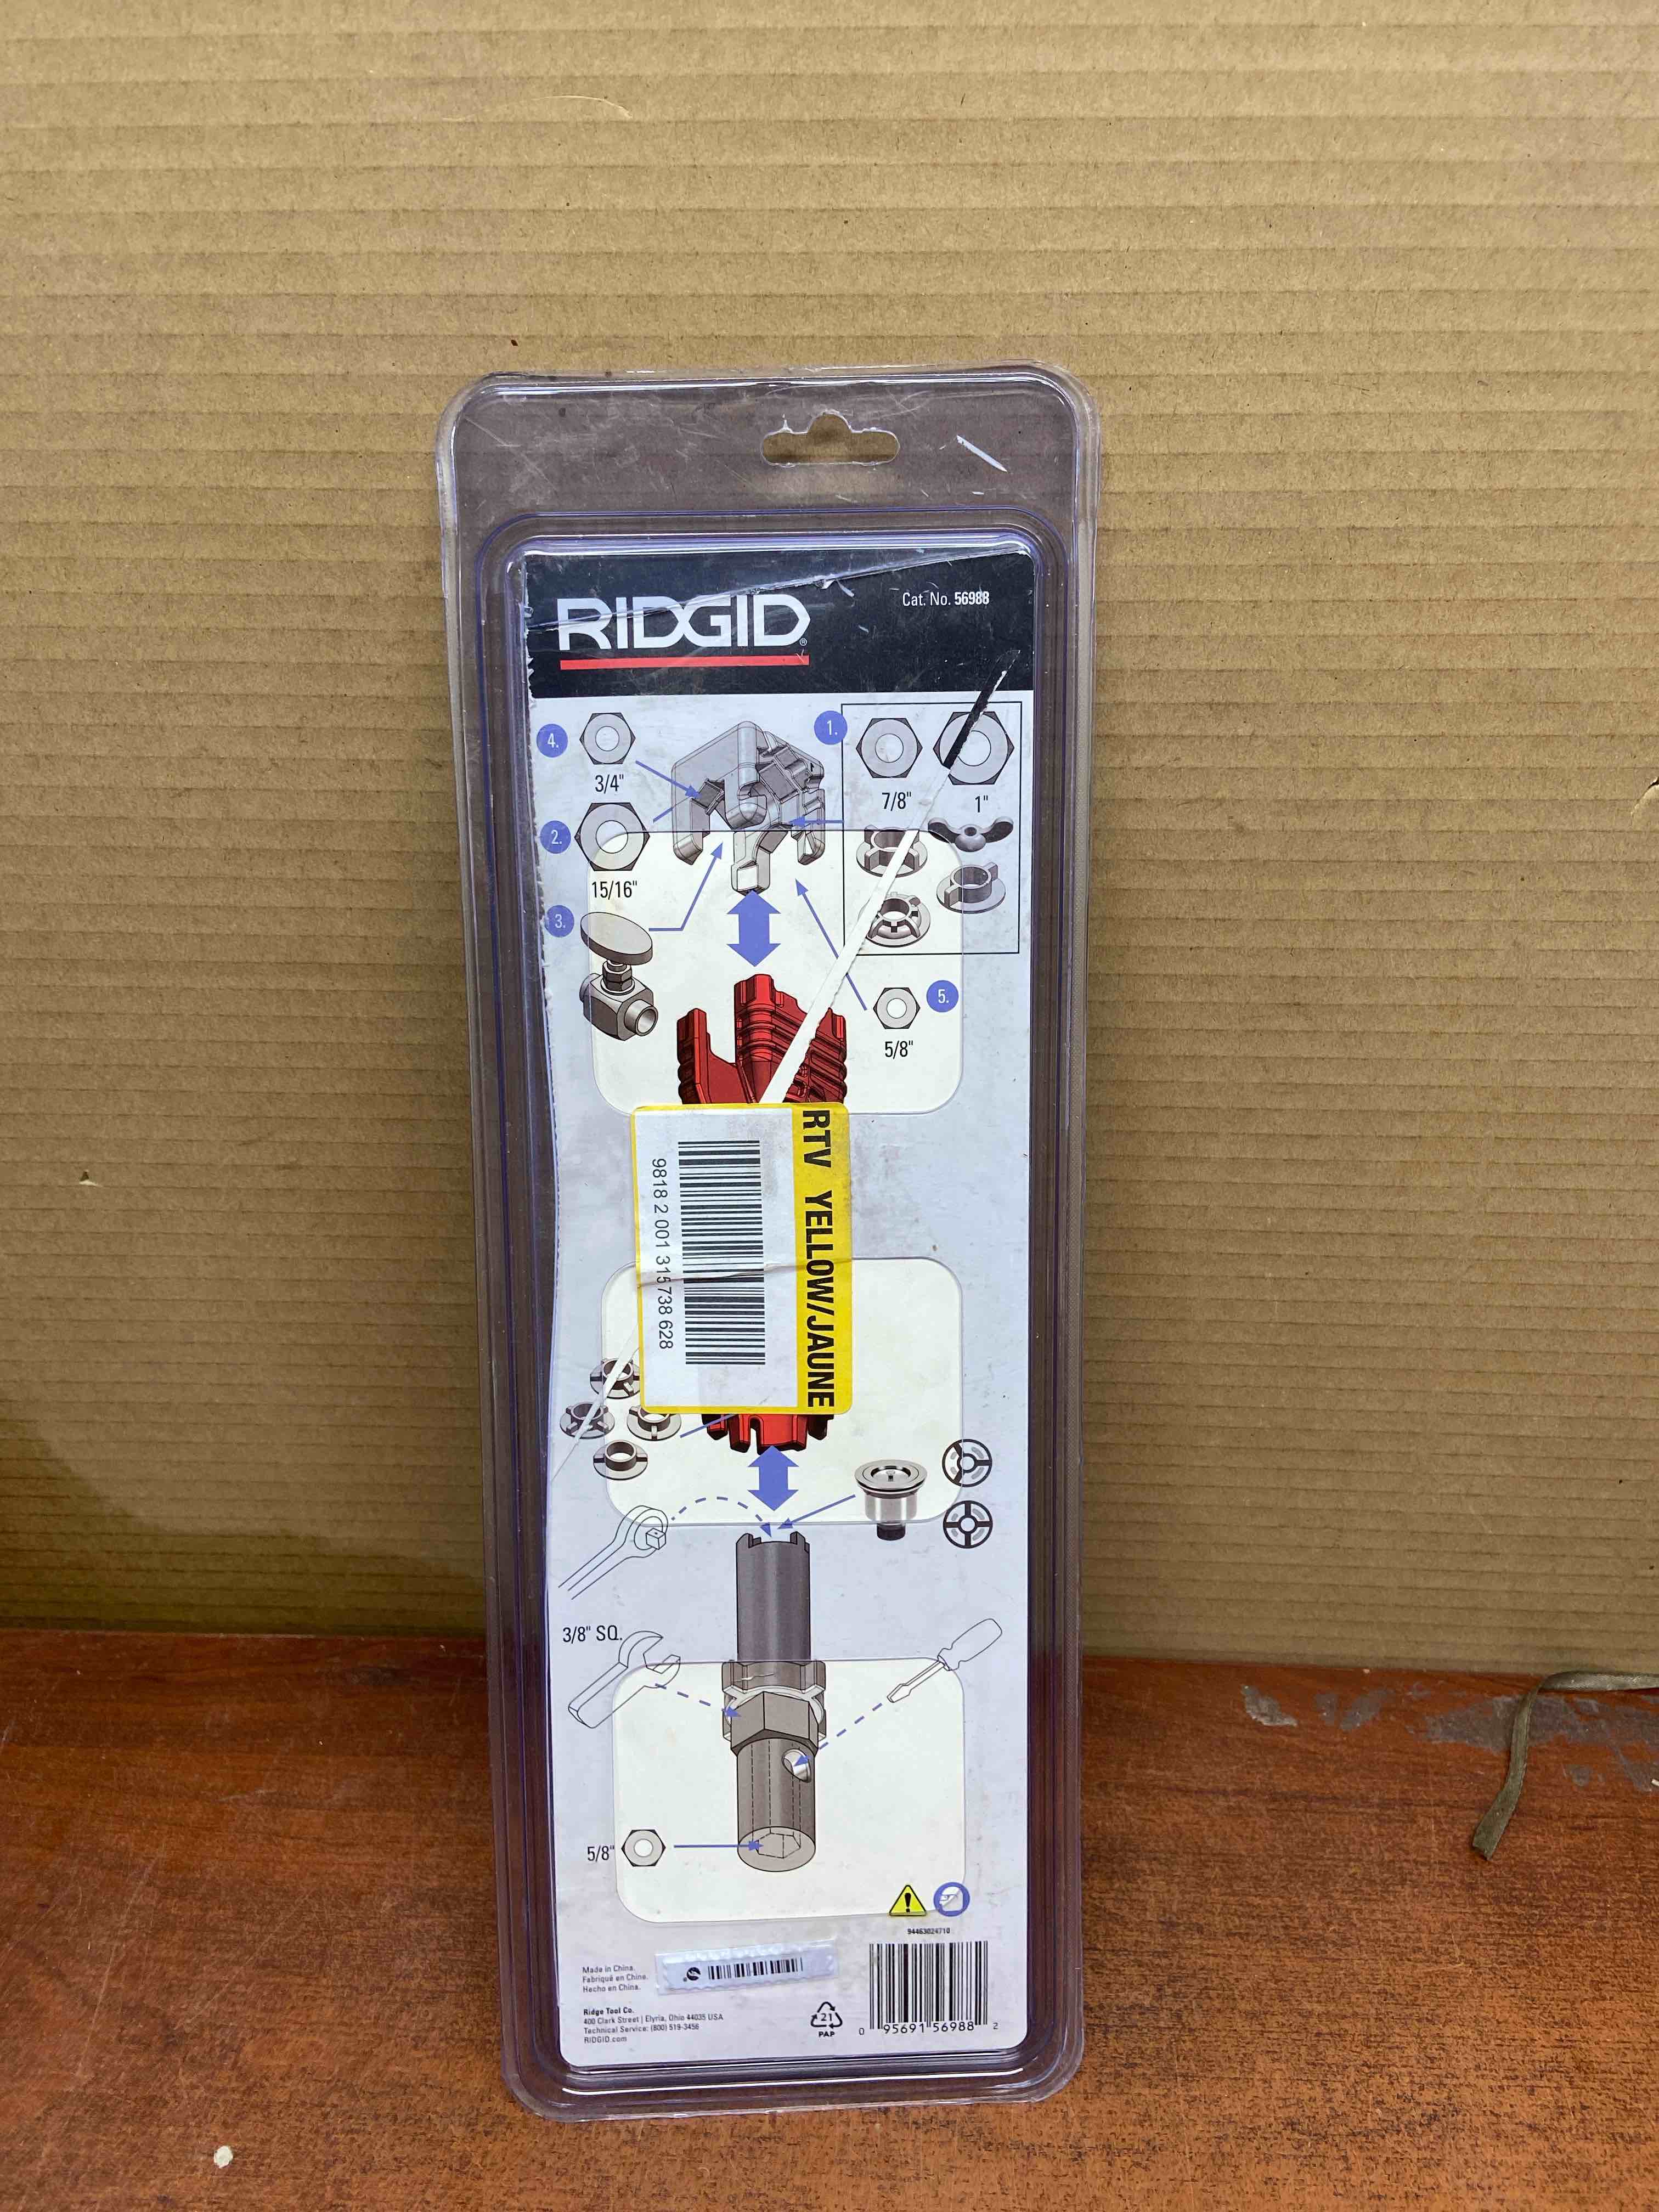 RIDGID®
Cat. No. 56988
4.
3/4"
1.
7/8"
1"
2.
15/16"
3.
5.
5/8"
RTV YELLOW/JAUNE
9818 2 001 315 738 628
3/8" SQ.
5/8"
94463024710
Made in China.
Fabriqué en Chine.
Hecho en China.
Ridge Tool Co.
400 Clark Street | Elyria, Ohio 44035 USA
Technical Service: (800) 519-3456
RIDGID.com
21
PAP
0 95691 56988 2